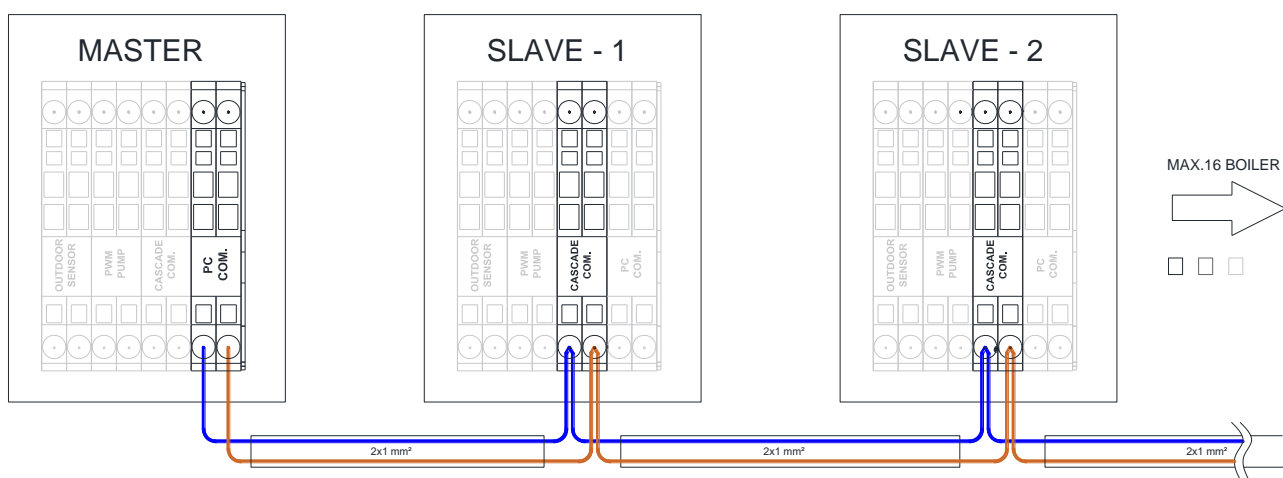 MASTER
SLAVE - 1
SLAVE - 2
OUTDOOR
SENSOR
PWM
PUMP
CASCADE
COM.
PC
COM.
OUTDOOR
SENSOR
PWM
PUMP
CASCADE
COM.
PC
COM.
OUTDOOR
SENSOR
PWM
PUMP
CASCADE
COM.
PC
COM.
MAX.16 BOILER
2x1 mm²
2x1 mm²
2x1 mm²